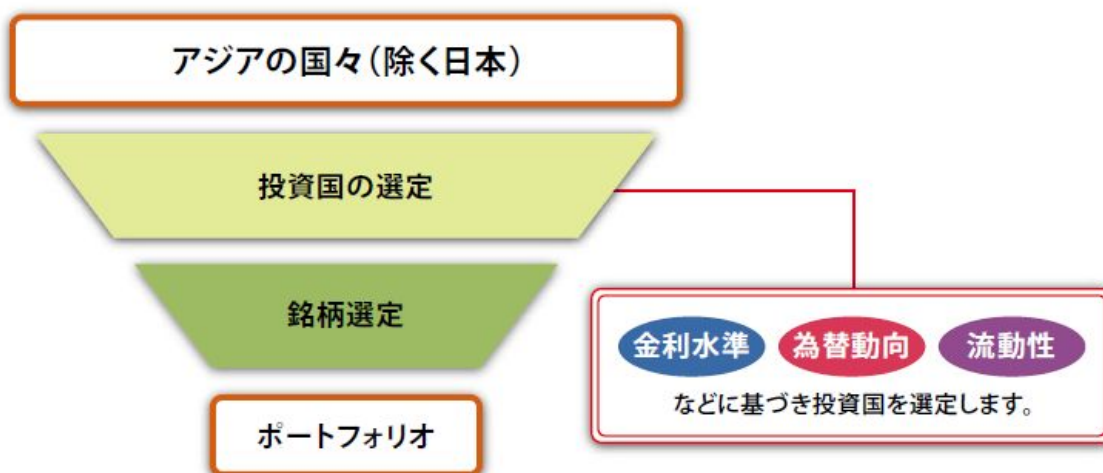 アジアの国々(除く日本)
投資国の選定
銘柄選定
ポートフォリオ
金利水準 為替動向 流動性
などに基づき投資国を選定します。